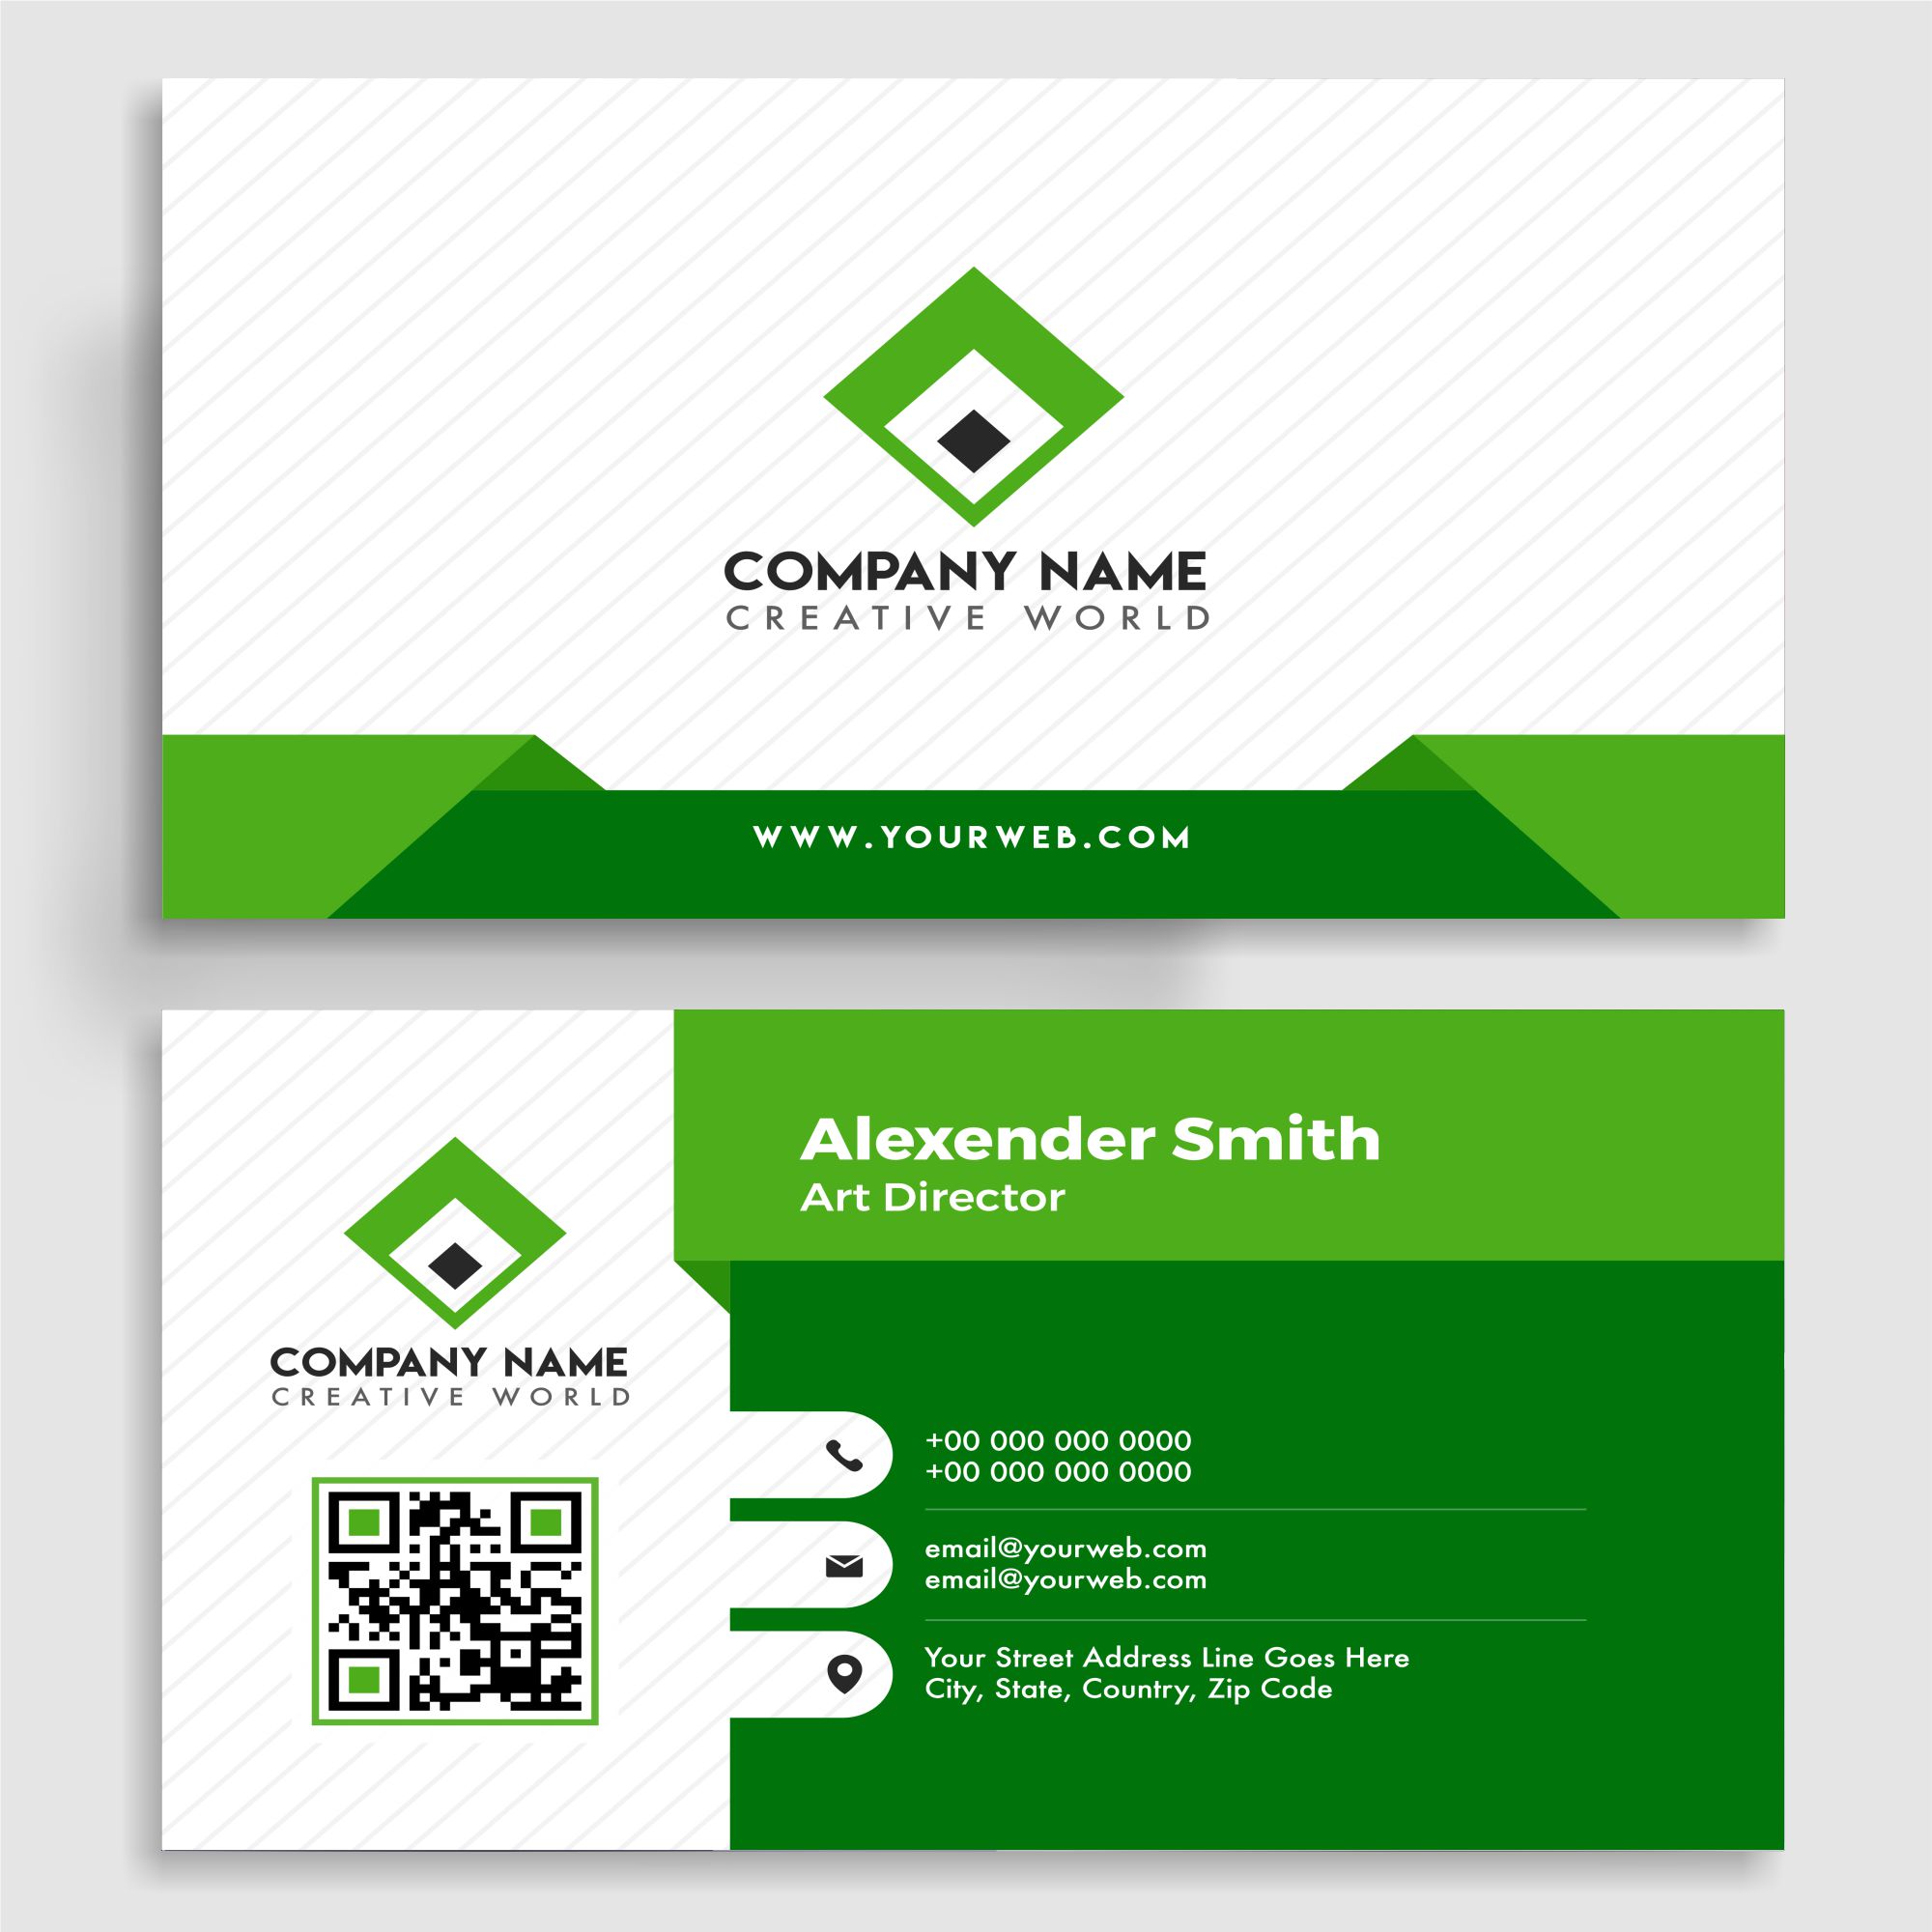 COMPANY NAME
CREATIVE WORLD
WWW.YOURWEB.COM
COMPANY NAME
CREATIVE WORLD
Alexender Smith
Art Director
+00 000 000 0000
+00 000 000 0000
email@yourweb.com
email@yourweb.com
Your Street Address Line Goes Here
City, State, Country, Zip Code